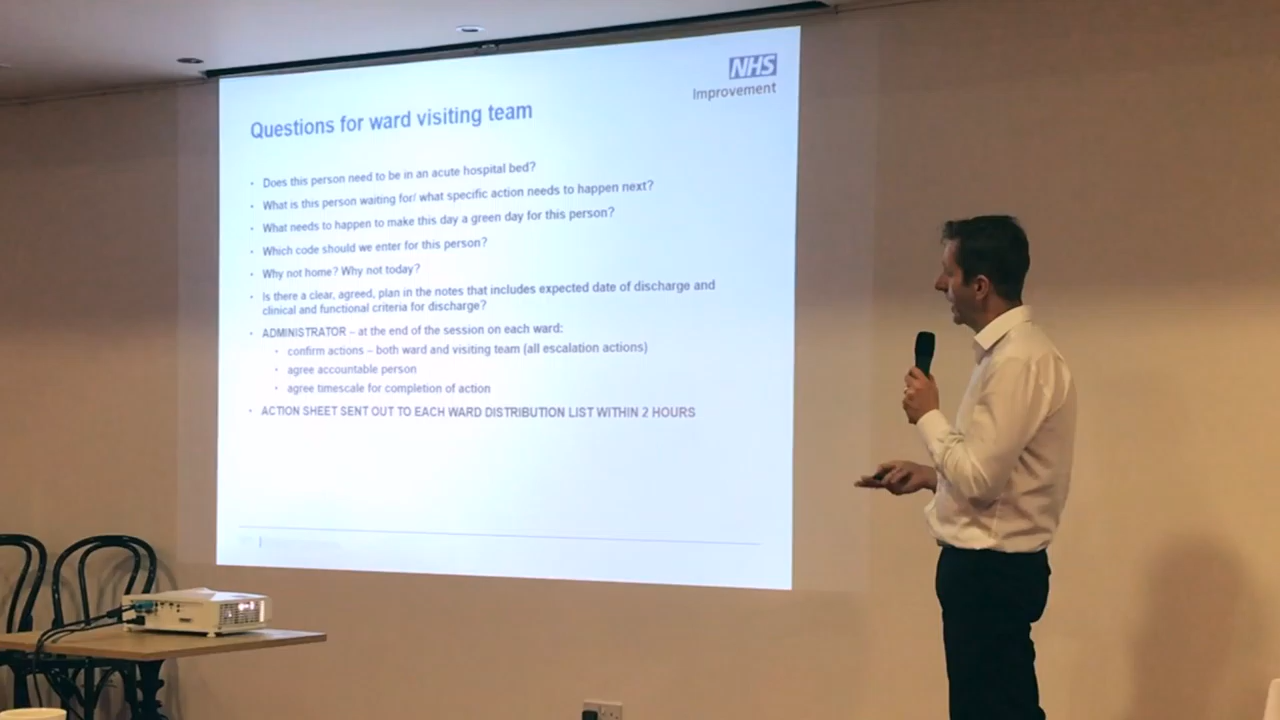 NHS
Improvement
Questions for ward visiting team
• Does this person need to be in an acute hospital bed?
• What is this person waiting for/ what specific action needs to happen next?
• What needs to happen to make this day a green day for this person?
• Which code should we enter for this person?
• Why not home? Why not today?
• Is there a clear, agreed, plan in the notes that includes expected date of discharge and
clinical and functional criteria for discharge?
• ADMINISTRATOR – at the end of the session on each ward:
• confirm actions – both ward and visiting team (all escalation actions)
• agree accountable person
• agree timescale for completion of action
• ACTION SHEET SENT OUT TO EACH WARD DISTRIBUTION LIST WITHIN 2 HOURS